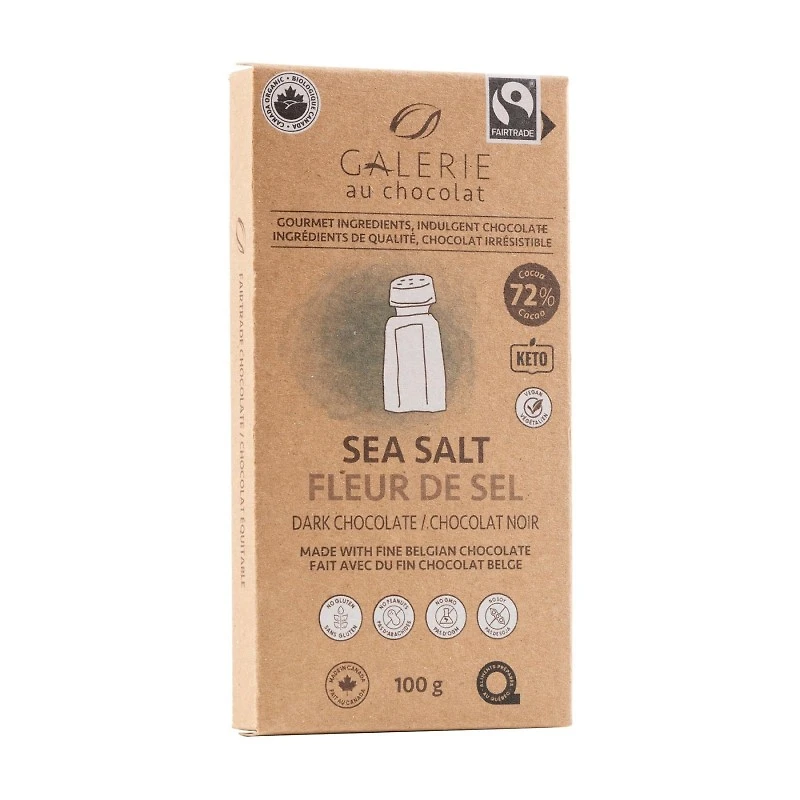 CANADA ORGANIC • BIOLOGIQUE CANADA •
FAIRTRADE
GALERIE
au chocolat
GOURMET INGREDIENTS, INDULGENT CHOCOLATE
INGRÉDIENTS DE QUALITÉ, CHOCOLAT IRRÉSISTIBLE
Cocoa
72%
Cacao
KETO
VEGAN
VÉGÉTALIEN
SEA SALT
FLEUR DE SEL
DARK CHOCOLATE / CHOCOLAT NOIR
MADE WITH FINE BELGIAN CHOCOLATE
FAIT AVEC DU FIN CHOCOLAT BELGE
NO GLUTEN
SANS GLUTEN
NO PEANUTS
PAS D'ARACHIDES
NO GMO
PAS D'OGM
NO SOY
PAS DE SOJA
MADE IN CANADA
FAIT AU CANADA
100 g
ALIMENTS PRÉPARÉS
AU QUÉBEC
FAIRTRADE CHOCOLATE / CHOCOLAT ÉQUITABLE